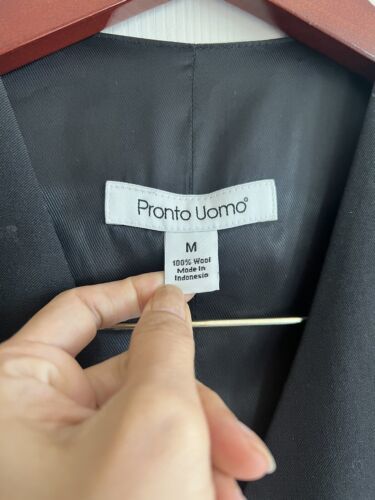 Pronto Uomo®
M
100% Wool
Made in
Indonesia